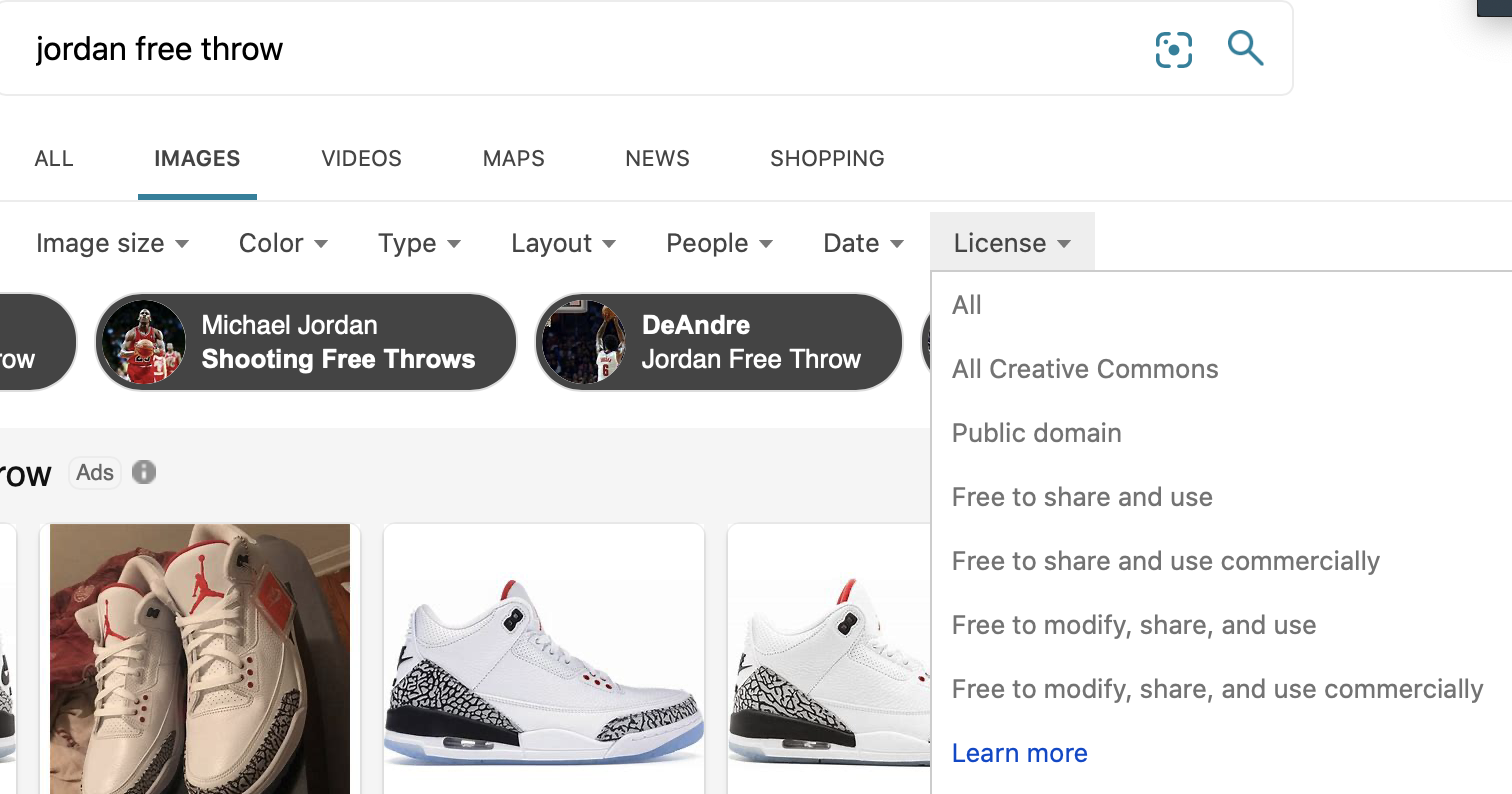 jordan free throw
ALL IMAGES VIDEOS MAPS NEWS SHOPPING
Image size Color Type Layout People Date License
row
Michael Jordan
Shooting Free Throws
DeAndre
Jordan Free Throw
row Ads
All
All Creative Commons
Public domain
Free to share and use
Free to share and use commercially
Free to modify, share, and use
Free to modify, share, and use commercially
Learn more